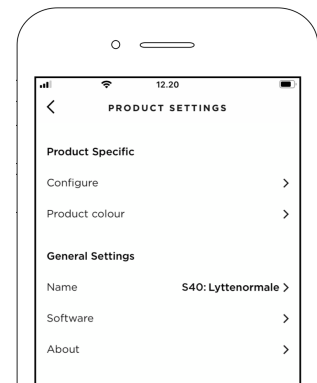 12.20
PRODUCT SETTINGS
Product Specific
Configure
Product colour
General Settings
Name S40: Lyttenormale
Software
About